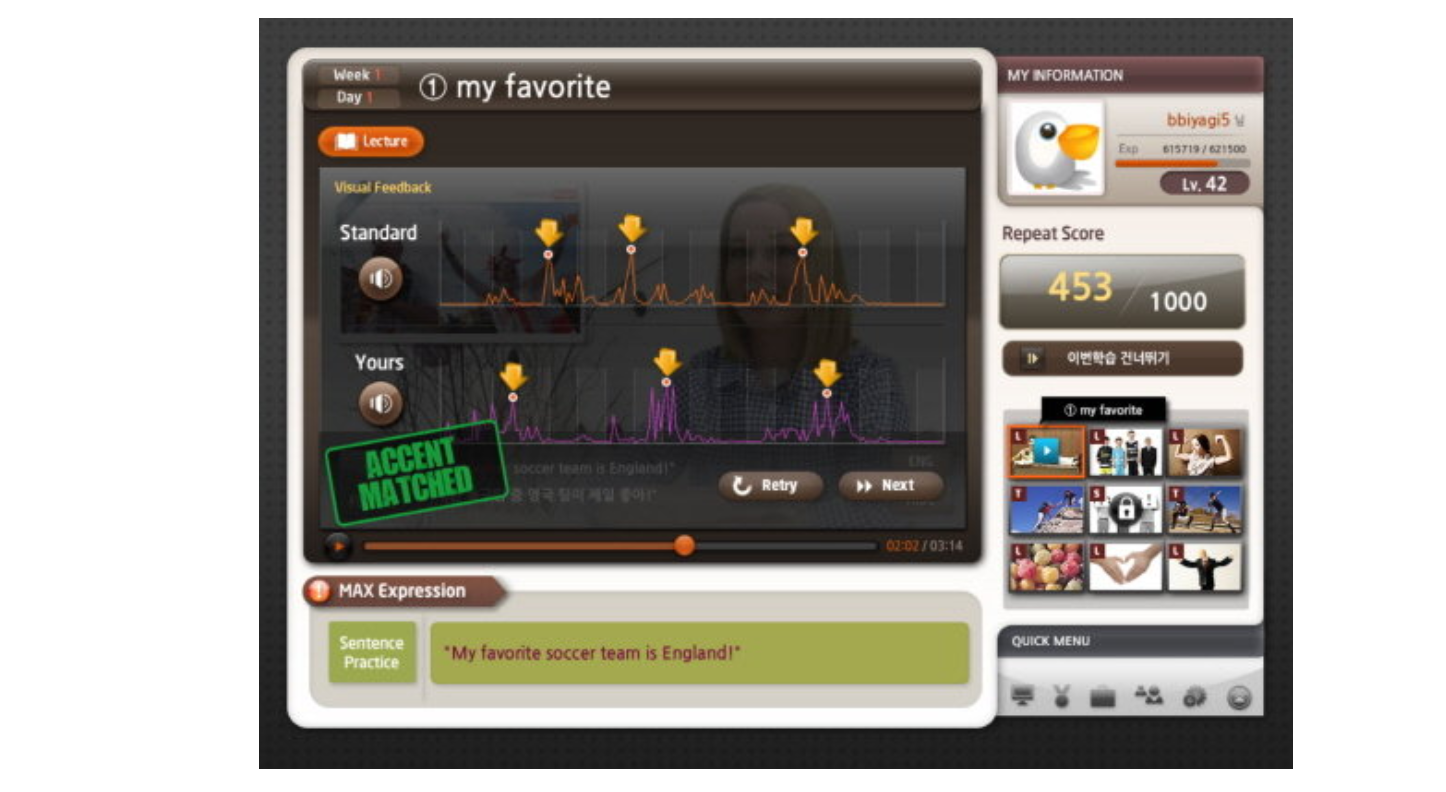 Week 1
Day 1
① my favorite
Lecture
Visual Feedback
Standard
Yours
ACCENT
MATCHED
soccer team is England!"
중 영국 팀이 제일 좋아!"
ENG
Retry
Next
02:02 / 03:14
MAX Expression
Sentence
Practice
"My favorite soccer team is England!"
MY INFORMATION
bbiyagi5 님
Exp 615719 / 621500
Lv. 42
Repeat Score
453 / 1000
이번학습 건너뛰기
① my favorite
L
L
L
T
S
T
L
L
L
QUICK MENU